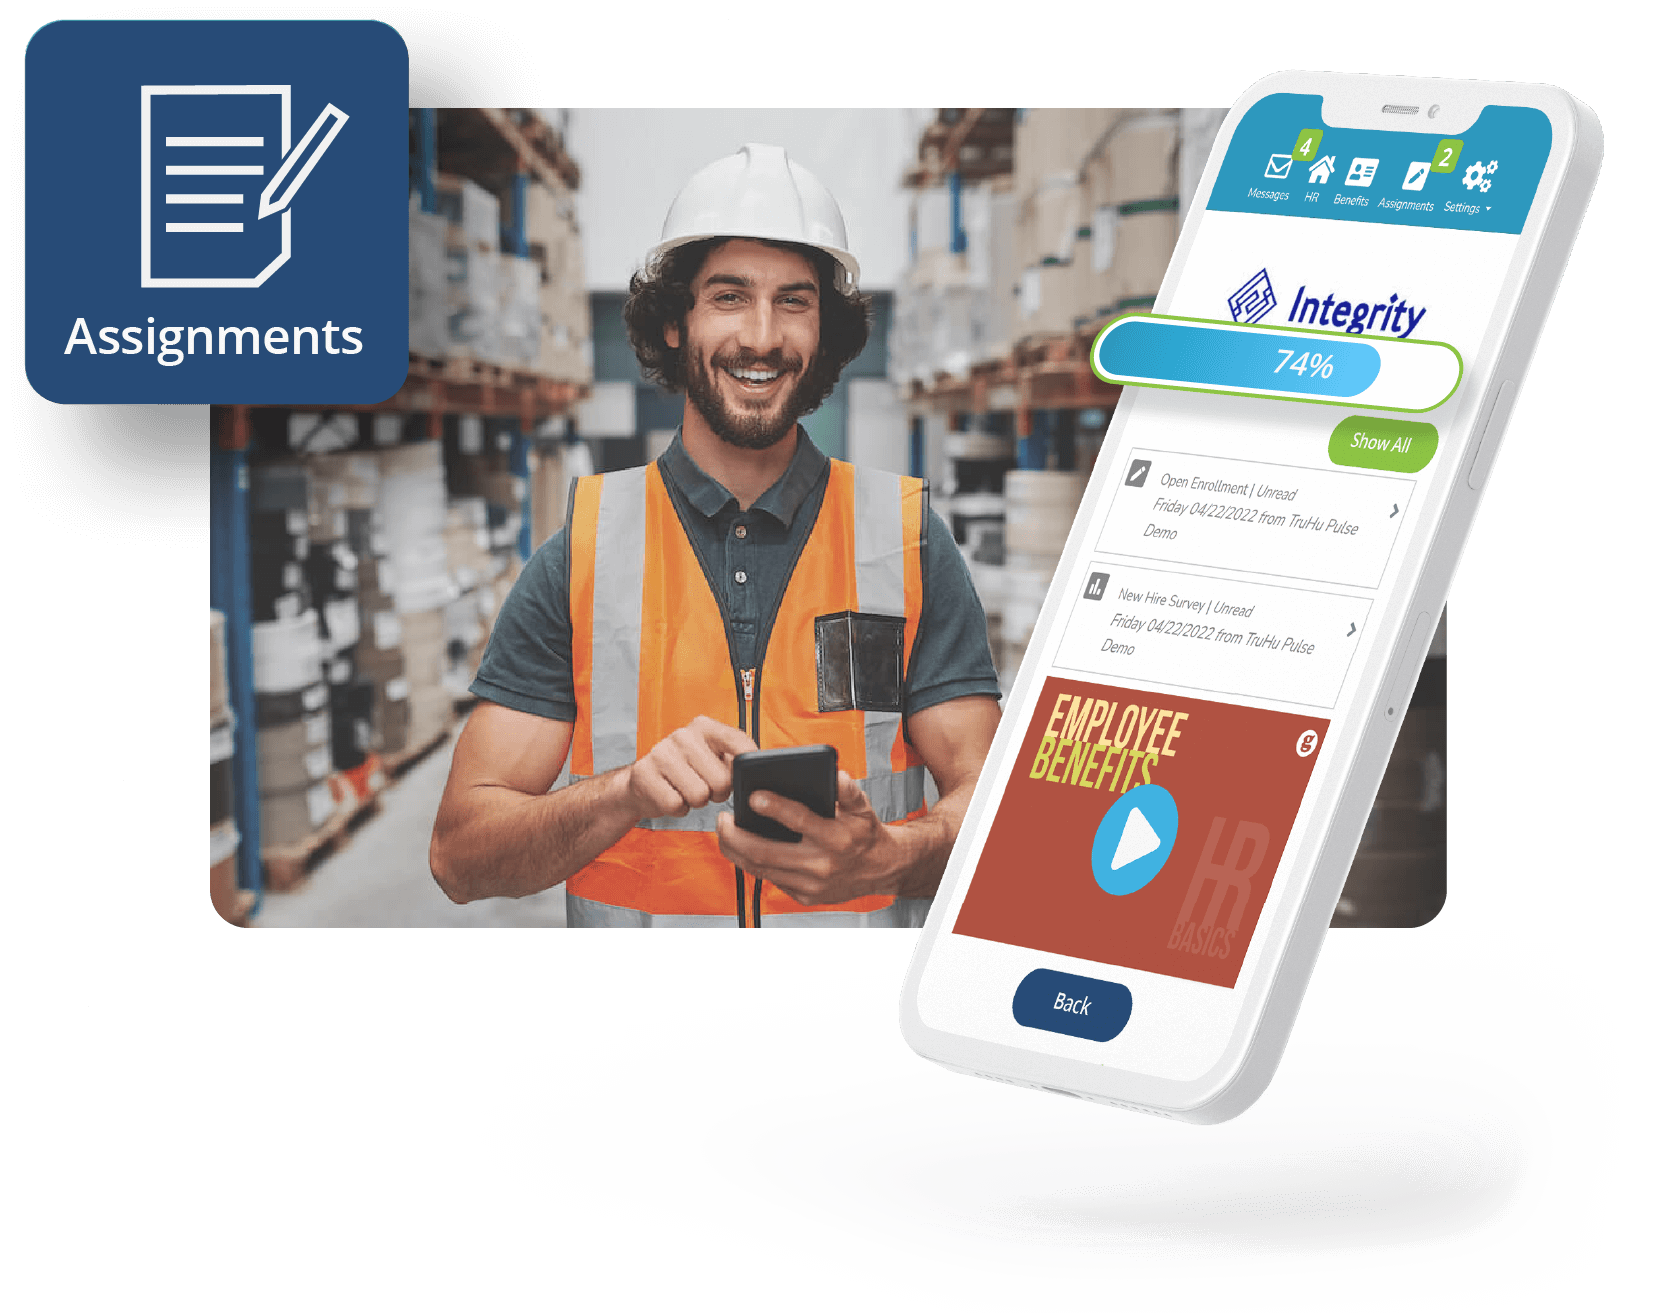 Assignments
4
2
Messages
HR
Benefits
Assignments
Settings
Integrity
74%
Show All
Open Enrollment | Unread
Friday 04/22/2022 from TruHu Pulse
Demo
New Hire Survey | Unread
Friday 04/22/2022 from TruHu Pulse
Demo
EMPLOYEE
BENEFITS
g
HR
BASICS
Back